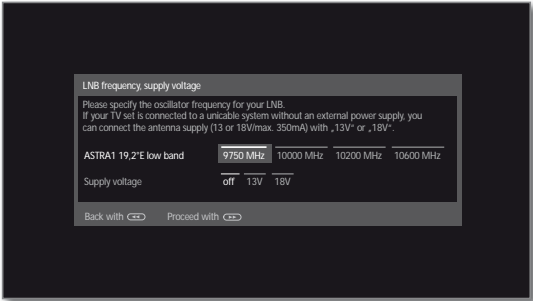 LNB frequency, supply voltage
Please specify the oscillator frequency for your LNB.
If your TV set is connected to a unicable system without an external power supply, you
can connect the antenna supply (13 or 18V/max. 350mA) with „13V“ or „18V“.
ASTRA1 19,2°E low band 9750 MHz 10000 MHz 10200 MHz 10600 MHz
Supply voltage off 13V 18V
Back with Proceed with